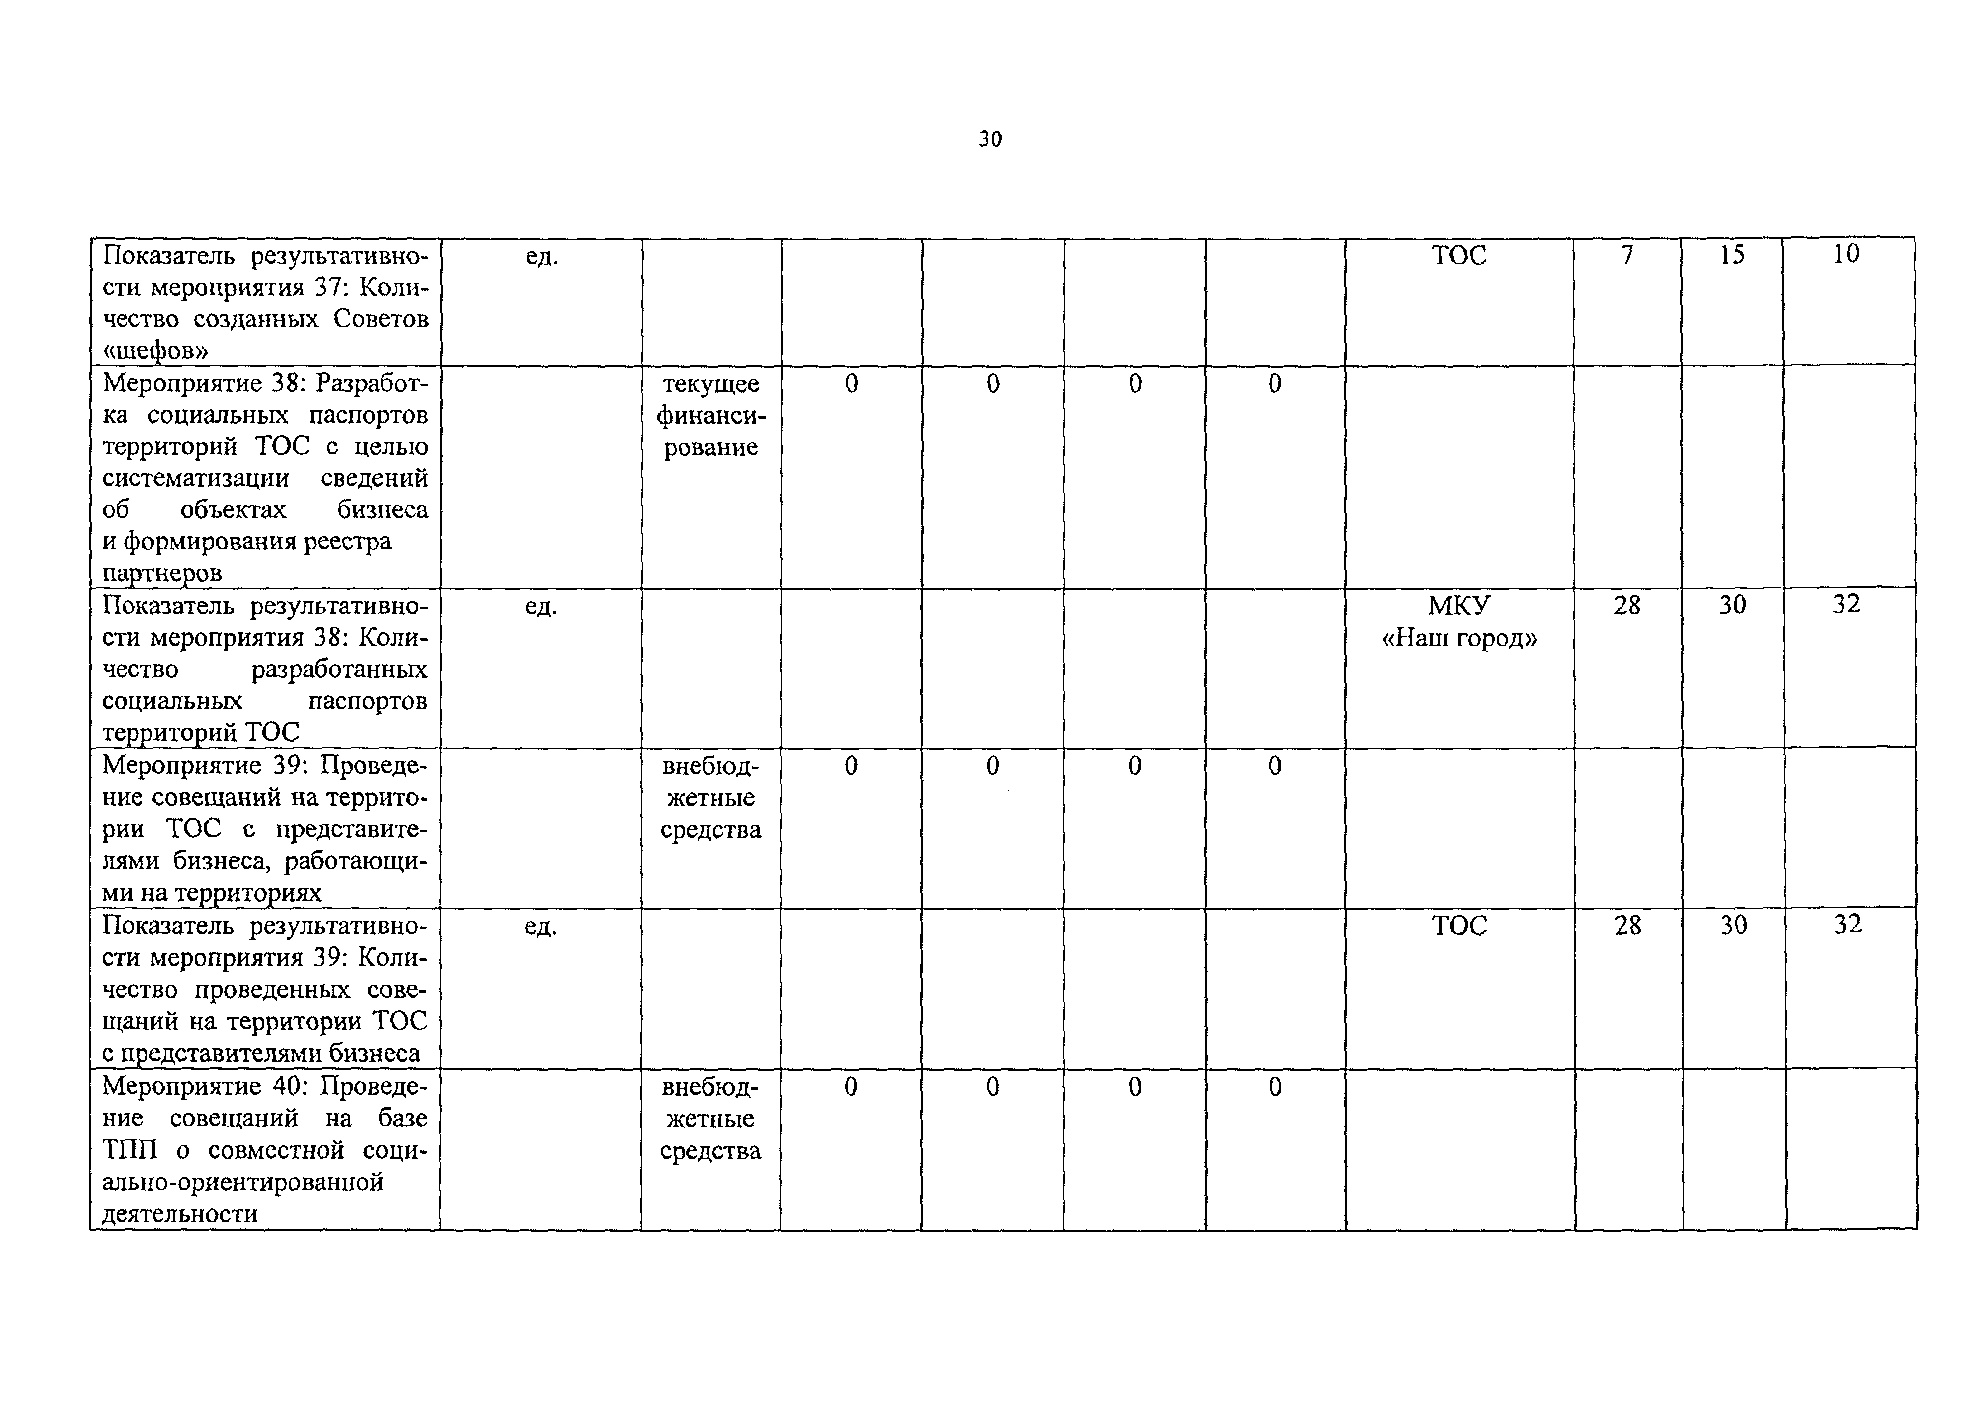 30
Показатель результативно- ед. ТОС 7 15 10
сти мероприятия 37: Коли-
чество созданных Советов
«шефов»
Мероприятие 38: Разработ- текущее 0 0 0 0
ка социальных паспортов финанси-
территорий ТОС с целью рование
систематизации сведений
об объектах бизнеса
и формирования реестра
партнеров
Показатель результативно- ед. МКУ 28 30 32
сти мероприятия 38: Коли- «Наш город»
чество разработанных
социальных паспортов
территорий ТОС
Мероприятие 39: Проведе- внебюд- 0 0 0 0
ние совещаний на террито- жетные
рии ТОС с представите- средства
лями бизнеса, работающи-
ми на территориях
Показатель результативно- ед. ТОС 28 30 32
сти мероприятия 39: Коли-
чество проведенных сове-
щаний на территории ТОС
с представителями бизнеса
Мероприятие 40: Проведе- внебюд- 0 0 0 0
ние совещаний на базе жетные
ТПП о совместной соци- средства
ально-ориентированной
деятельности